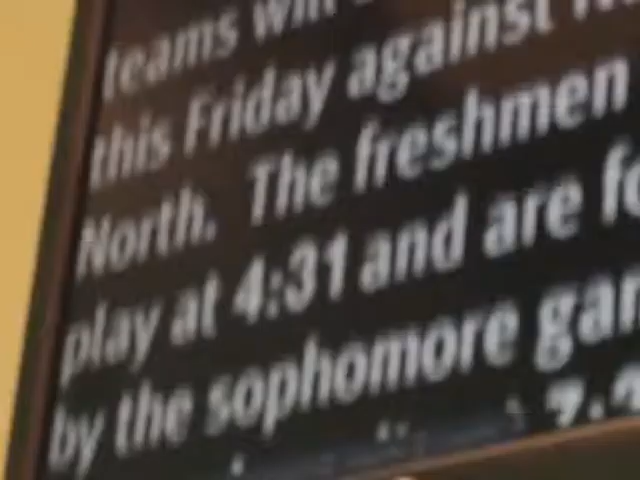 teams
this Friday against
North. The freshmen
play at 4:31 and are
by the sophomore